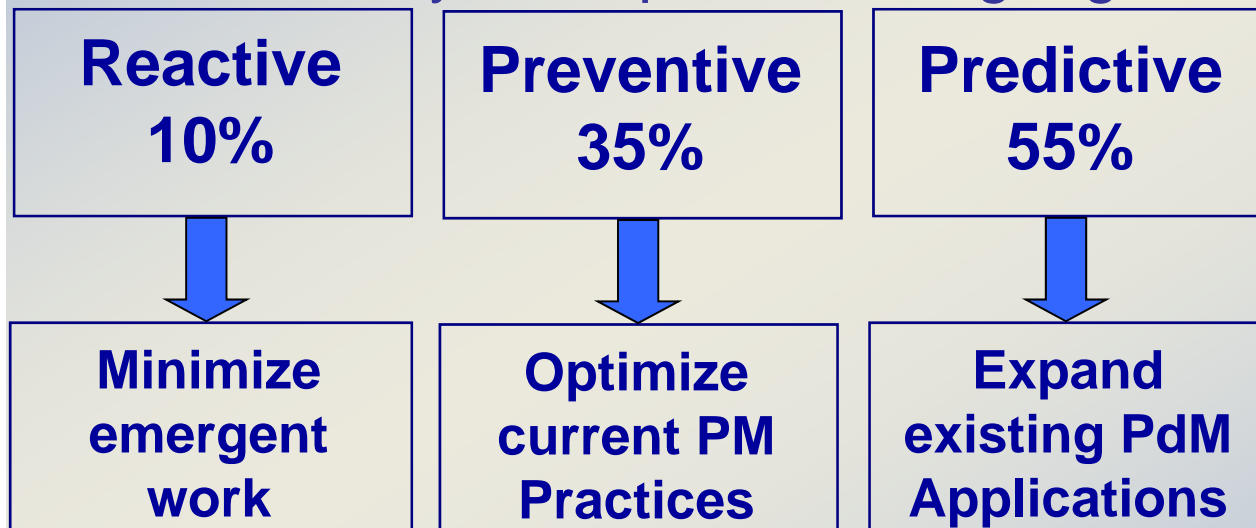 Reactive
10%
Preventive
35%
Predictive
55%
Minimize
emergent
work
Optimize
current PM
Practices
Expand
existing PdM
Applications